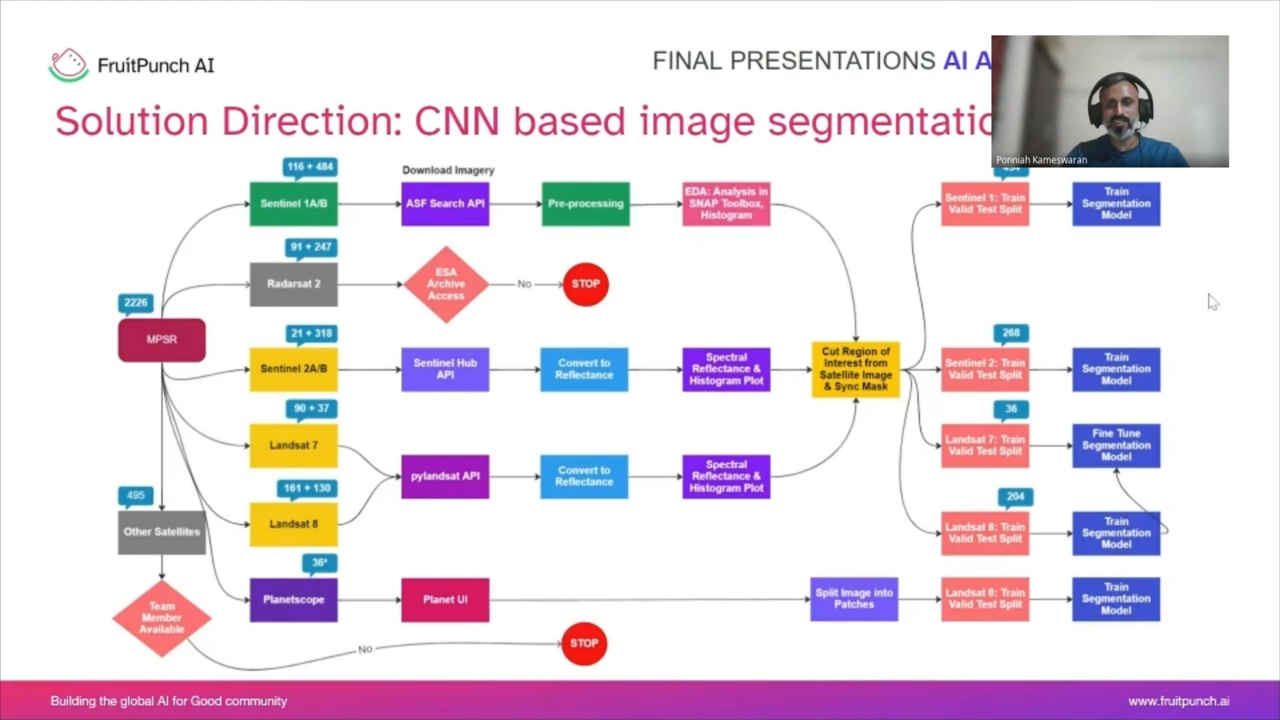 FruitPunch AI
FINAL PRESENTATIONS AI A
Solution Direction: CNN based image segmentatio
Ponniah Kameswaran
116 + 484
Download Imagery
Sentinel 1A/B
ASF Search API
Pre-processing
EDA: Analysis in
SNAP Toolbox,
Histogram
Sentinel 1: Train
Valid Test Split
Train
Segmentation
Model
91 + 247
Radarsat 2
ESA
Archive
Access
No
STOP
2226
MPSR
21 + 318
Sentinel 2A/B
Sentinel Hub
API
Convert to
Reflectance
Spectral
Reflectance &
Histogram Plot
Cut Region of
Interest from
Satellite Image
& Sync Mask
268
Sentinel 2: Train
Valid Test Split
Train
Segmentation
Model
90 + 37
Landsat 7
36
Landsat 7: Train
Valid Test Split
Fine Tune
Segmentation
Model
pylandsat API
Convert to
Reflectance
Spectral
Reflectance &
Histogram Plot
161 + 130
Landsat 8
204
Landsat 8: Train
Valid Test Split
Train
Segmentation
Model
495
Other Satellites
36*
Planetscope
Planet UI
Split Image into
Patches
Landsat 8: Train
Valid Test Split
Train
Segmentation
Model
Team
Member
Available
No
STOP
Building the global AI for Good community
www.fruitpunch.ai